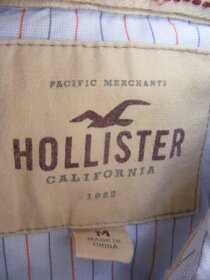 PACIFIC MERCHANTS
HOLLISTER
CALIFORNIA
1922
M
MADE IN
CHINA